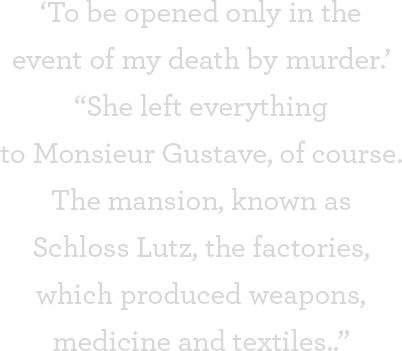 ‘To be opened only in the
event of my death by murder.’
“She left everything
to Monsieur Gustave, of course.
The mansion, known as
Schloss Lutz, the factories,
which produced weapons,
medicine and textiles..”